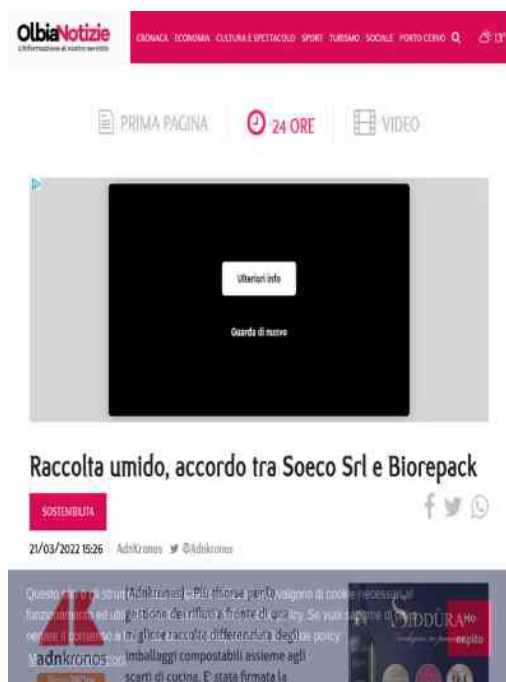 OlbiaNotizie
L'informazione al vostro servizio
CRONACA ECONOMIA CULTURA E SPETTACOLO SPORT TURISMO SOCIALE PORTO CERVO 13°
PRIMA PAGINA 24 ORE VIDEO
Ulteriori info
Guarda di nuovo
Raccolta umido, accordo tra Soeco Srl e Biorepack
SOSTENIBILITA
21/03/2022 15:26 AdnKronos @Adnkronos
(Adnkronos) - Più risorse per la
gestione dei rifiuti a fronte di una
migliore raccolta differenziata degli
imballaggi compostabili assieme agli
scarti di cucina. E' stata firmata la
adnkronos
SIDDÙRA
Ho
capito